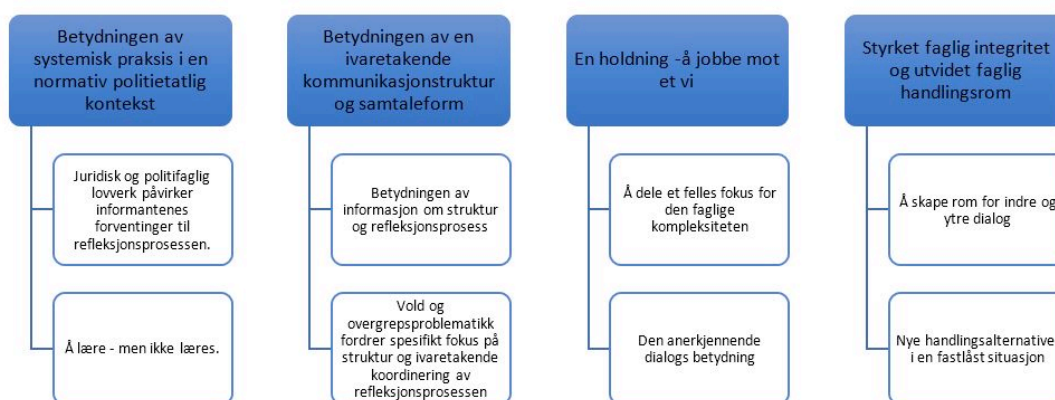 Betydningen av
systemisk praksis i en
normativ politietatlig
kontekst
Juridisk og politifaglig
lovverk påvirker
informantenes
forventinger til
refleksjonsprosessen.
Å lære - men ikke læres.
Betydningen av en
ivaretakende
kommunikasjonstruktur
og samtaleform
Betydningen av
informasjon om struktur
og refleksjonsprosess
Vold og
overgrepsproblematikk
fordrer spesifikt fokus på
struktur og ivaretakende
koordinering av
refleksjonsprosessen
En holdning -å jobbe mot
et vi
Å dele et felles fokus for
den faglige
kompleksiteten
Den anerkjennende
dialogs betydning
Styrket faglig integritet
og utvidet faglig
handlingsrom
Å skape rom for indre og
ytre dialog
Nye handlingsalternative
i en fastlåst situasjon